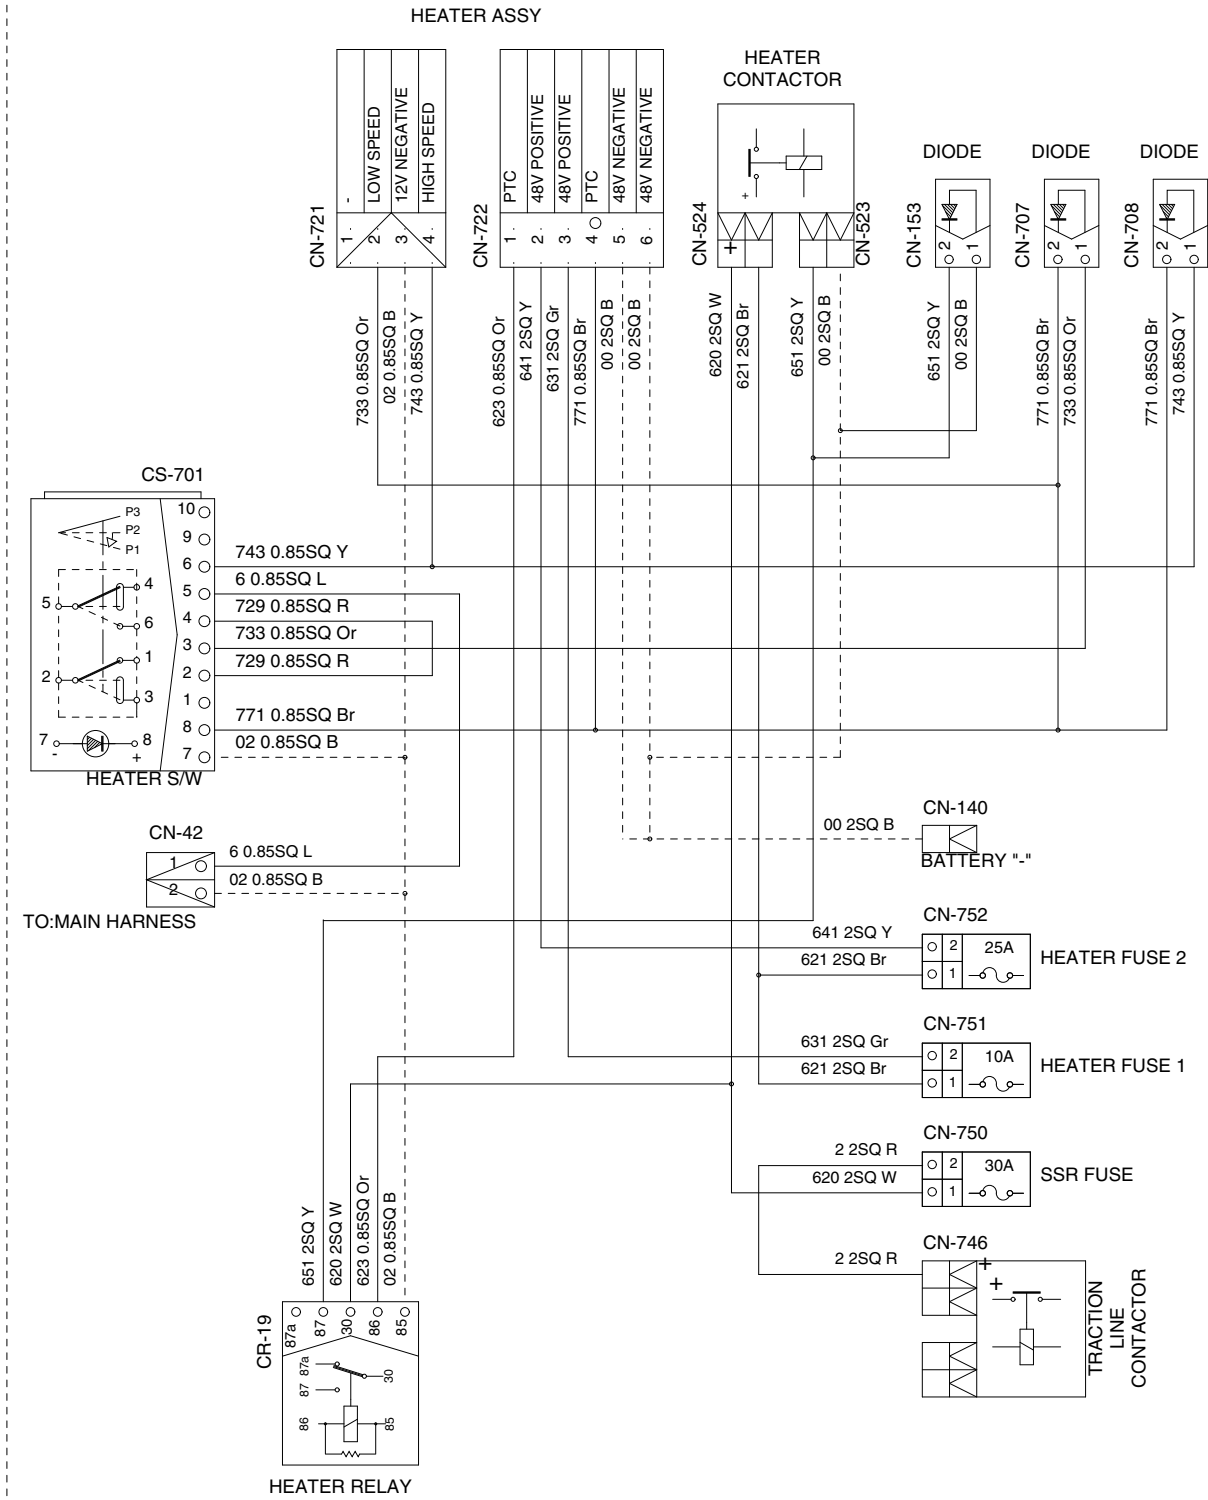 HEATER ASSY
-
LOW SPEED
12V NEGATIVE
HIGH SPEED
CN-721
1
2
3
4
733 0.85SQ Or
02 0.85SQ B
743 0.85SQ Y
PTC
48V POSITIVE
48V POSITIVE
PTC
48V NEGATIVE
48V NEGATIVE
CN-722
1
2
3
4
5
6
623 0.85SQ Or
641 2SQ Y
631 2SQ Gr
771 0.85SQ Br
00 2SQ B
00 2SQ B
HEATER
CONTACTOR
+
CN-524
+
CN-523
620 2SQ W
621 2SQ Br
651 2SQ Y
00 2SQ B
DIODE
CN-153
2
1
651 2SQ Y
00 2SQ B
DIODE
CN-707
2
1
771 0.85SQ Br
733 0.85SQ Or
DIODE
CN-708
2
1
771 0.85SQ Br
743 0.85SQ Y
CS-701
P3
P2
P1
5
4
6
2
1
3
7
-
8
+
10
9
6
5
4
3
2
1
8
7
743 0.85SQ Y
6 0.85SQ L
729 0.85SQ R
733 0.85SQ Or
729 0.85SQ R
771 0.85SQ Br
02 0.85SQ B
HEATER S/W
CN-42
1
2
6 0.85SQ L
02 0.85SQ B
TO:MAIN HARNESS
CN-140
00 2SQ B
BATTERY "-"
CN-752
641 2SQ Y
621 2SQ Br
2
1
25A
HEATER FUSE 2
CN-751
631 2SQ Gr
621 2SQ Br
2
1
10A
HEATER FUSE 1
CN-750
2 2SQ R
620 2SQ W
2
1
30A
SSR FUSE
CN-746
2 2SQ R
+
+
TRACTION
LINE
CONTACTOR
651 2SQ Y
620 2SQ W
623 0.85SQ Or
02 0.85SQ B
CR-19
87a
87
30
86
85
87a
87
30
86
85
HEATER RELAY